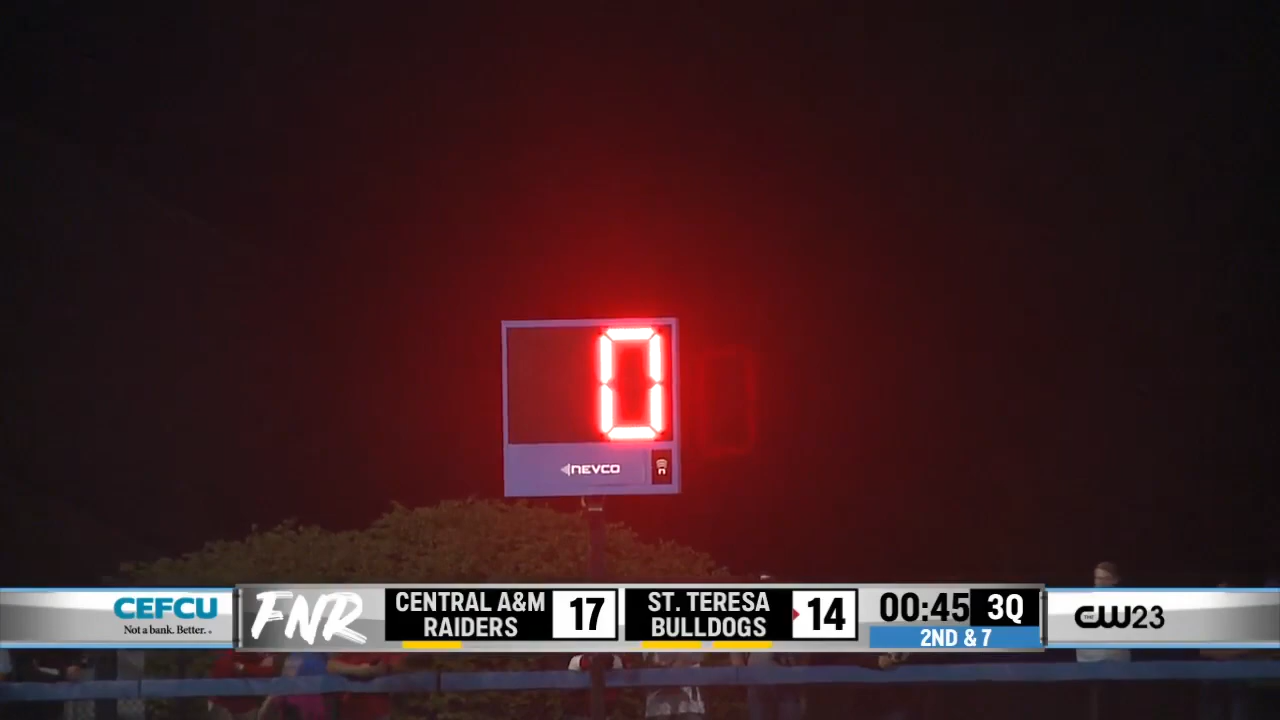 0
NEVCO
CEFCU
Not a bank. Better.
FNR
CENTRAL A&M
RAIDERS
17
ST. TERESA
BULLDOGS
14
00:45
3Q
2ND & 7
THE CW23